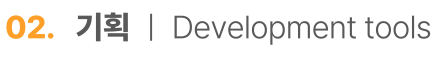 02. 기획 | Development tools